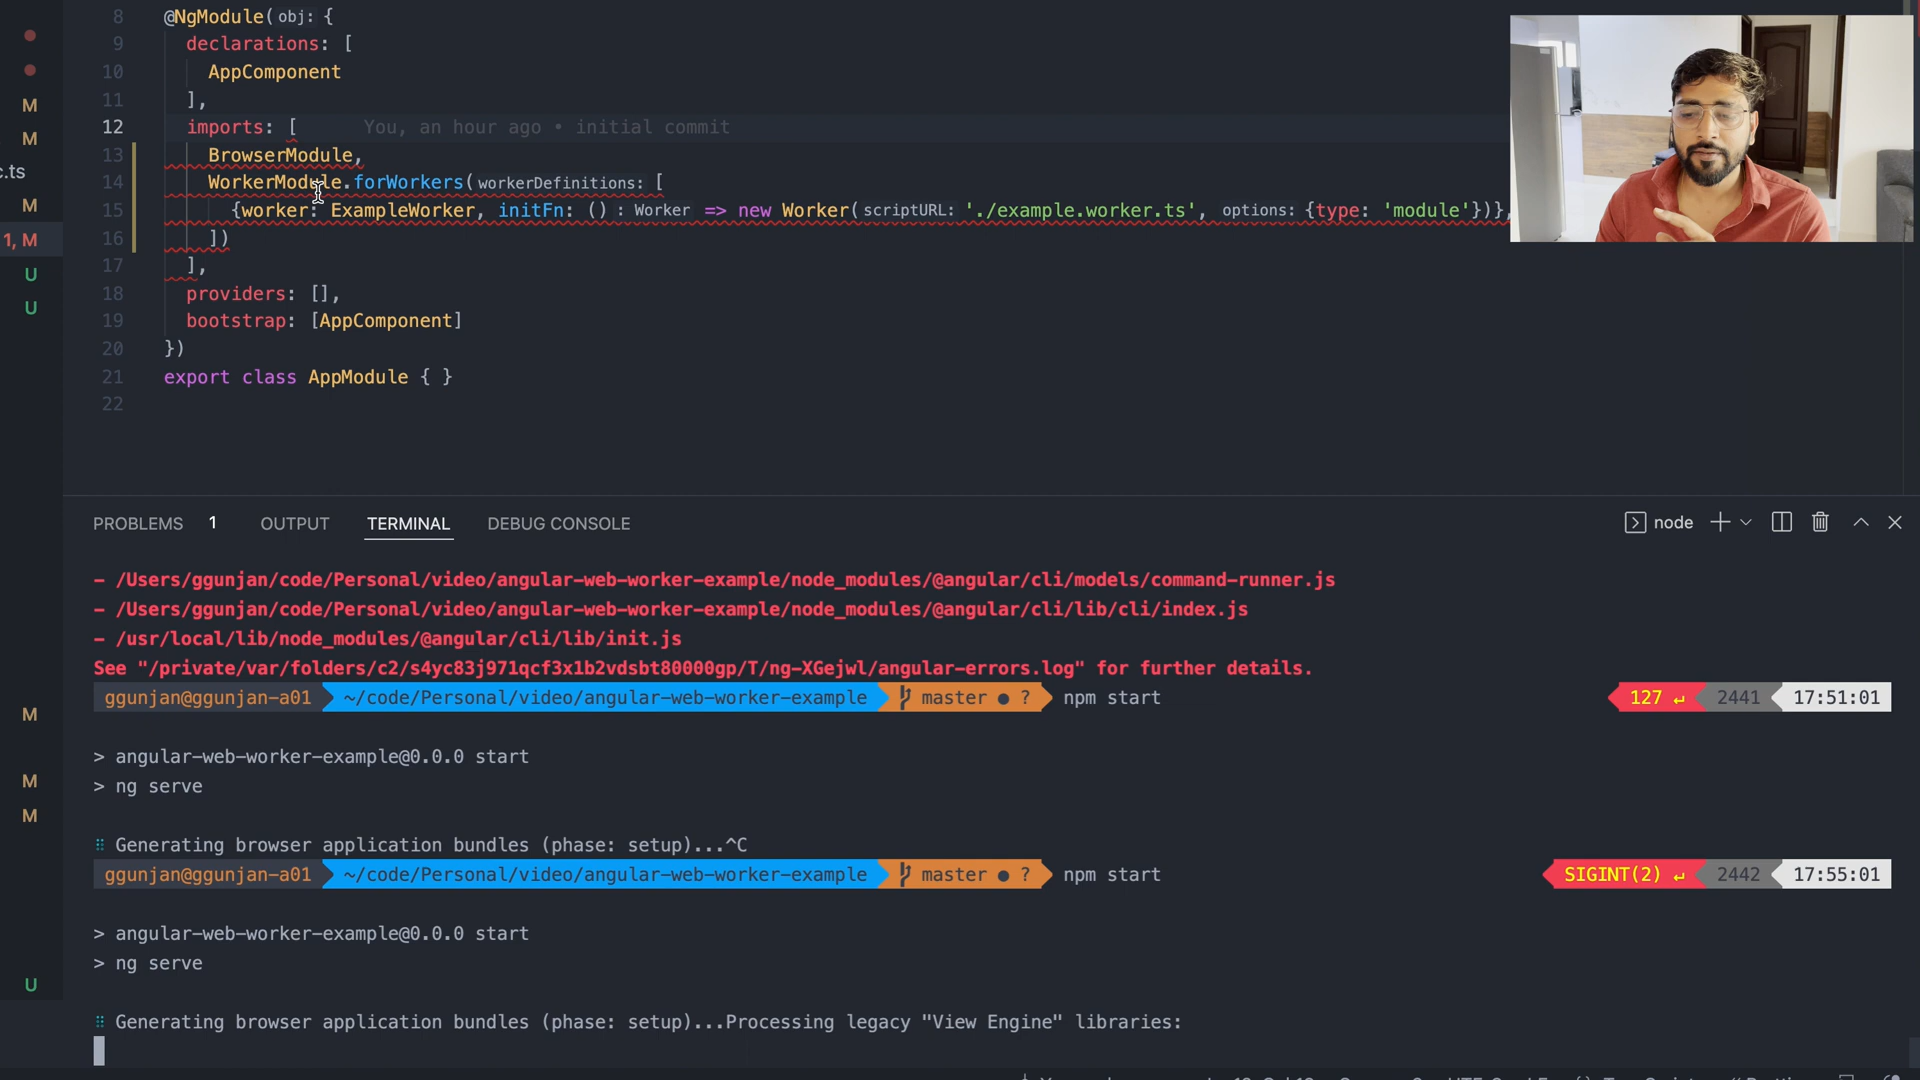 8 @NgModule(obj: {
9 declarations: [
10 AppComponent
11 ],
12 imports: [ You, an hour ago • initial commit
13 BrowserModule,
14 WorkerModule.forWorkers(workerDefinitions: [
15 {worker: ExampleWorker, initFn: () : Worker => new Worker(scriptURL: './example.worker.ts', options: {type: 'module'})},
16 ])
17 ],
18 providers: [],
19 bootstrap: [AppComponent]
20 })
21 export class AppModule { }
22
M
M
c.ts
M
1, M
U
U
M
M
M
U
PROBLEMS 1 OUTPUT TERMINAL DEBUG CONSOLE node
– /Users/ggunjan/code/Personal/video/angular-web-worker-example/node_modules/@angular/cli/models/command-runner.js
– /Users/ggunjan/code/Personal/video/angular-web-worker-example/node_modules/@angular/cli/lib/cli/index.js
– /usr/local/lib/node_modules/@angular/cli/lib/init.js
See "/private/var/folders/c2/s4yc83j971qcf3x1b2vdsbt80000gp/T/ng-XGejwl/angular-errors.log" for further details.
ggunjan@ggunjan-a01 ~/code/Personal/video/angular-web-worker-example master ● ? npm start 127 ↵ 2441 17:51:01
> angular-web-worker-example@0.0.0 start
> ng serve
⠿ Generating browser application bundles (phase: setup)...^C
ggunjan@ggunjan-a01 ~/code/Personal/video/angular-web-worker-example master ● ? npm start SIGINT(2) ↵ 2442 17:55:01
> angular-web-worker-example@0.0.0 start
> ng serve
⠿ Generating browser application bundles (phase: setup)...Processing legacy "View Engine" libraries: